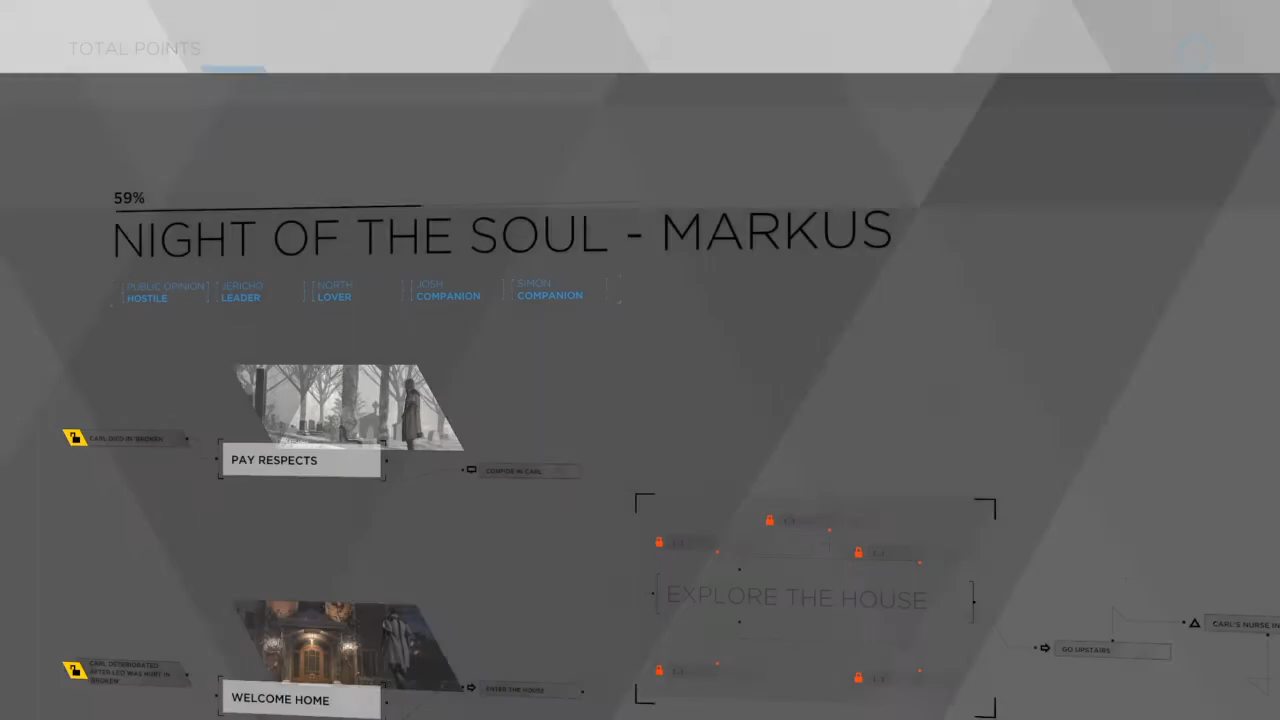 TOTAL POINTS
59%
NIGHT OF THE SOUL - MARKUS
PUBLIC OPINION
HOSTILE
JERICHO
LEADER
NORTH
LOVER
JOSH
COMPANION
SIMON
COMPANION
CARL DIED IN 'BROKEN'
PAY RESPECTS
CONFIDE IN CARL
EXPLORE THE HOUSE
CARL'S NURSE IN
GO UPSTAIRS
CARL DETERIORATED
AFTER LEO WAS HURT IN
'BROKEN'
WELCOME HOME
ENTER THE HOUSE